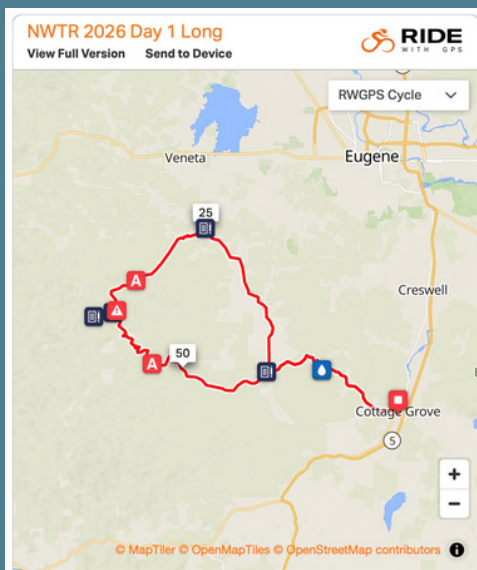 NWTR 2026 Day 1 Long
View Full Version Send to Device
RIDE
WITH GPS
RWGPS Cycle
Veneta
Eugene
25
A
Creswell
A
50
Cottage Grove
5
+
−
© MapTiler © OpenMapTiles © OpenStreetMap contributors